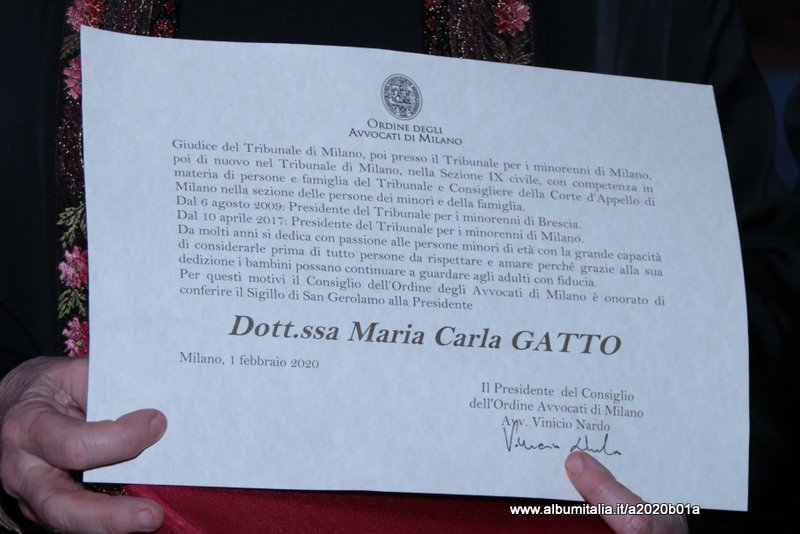 ORDINE DEGLI
AVVOCATI DI MILANO
Giudice del Tribunale di Milano, poi presso il Tribunale per i minorenni di Milano,
poi di nuovo nel Tribunale di Milano, nella Sezione IX civile, con competenza in
materia di persone e famiglia del Tribunale e Consigliere della Corte d'Appello di
Milano nella sezione delle persone dei minori e della famiglia.
Dal 6 agosto 2009: Presidente del Tribunale per i minorenni di Brescia.
Dal 10 aprile 2017: Presidente del Tribunale per i minorenni di Milano.
Da molti anni si dedica con passione alle persone minori di età con la grande capacità
di considerarle prima di tutto persone da rispettare e amare perché grazie alla sua
dedizione i bambini possano continuare a guardare agli adulti con fiducia.
Per questi motivi il Consiglio dell'Ordine degli Avvocati di Milano è onorato di
conferire il Sigillo di San Gerolamo alla Presidente
Dott.ssa Maria Carla GATTO
Milano, 1 febbraio 2020
Il Presidente del Consiglio
dell'Ordine Avvocati di Milano
Avv. Vinicio Nardo
www.albumitalia.it/a2020b01a